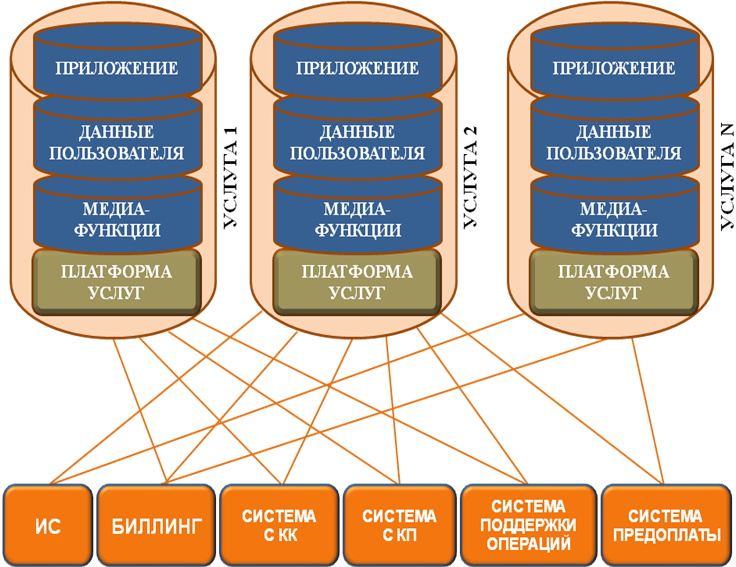 ПРИЛОЖЕНИЕ
ДАННЫЕ
ПОЛЬЗОВАТЕЛЯ
МЕДИА-
ФУНКЦИИ
ПЛАТФОРМА
УСЛУГ
УСЛУГА 1
ПРИЛОЖЕНИЕ
ДАННЫЕ
ПОЛЬЗОВАТЕЛЯ
МЕДИА-
ФУНКЦИИ
ПЛАТФОРМА
УСЛУГ
УСЛУГА 2
ПРИЛОЖЕНИЕ
ДАННЫЕ
ПОЛЬЗОВАТЕЛЯ
МЕДИА-
ФУНКЦИИ
ПЛАТФОРМА
УСЛУГ
УСЛУГА N
ИС
БИЛЛИНГ
СИСТЕМА
С КК
СИСТЕМА
С КП
СИСТЕМА
ПОДДЕРЖКИ
ОПЕРАЦИЙ
СИСТЕМА
ПРЕДОПЛАТЫ